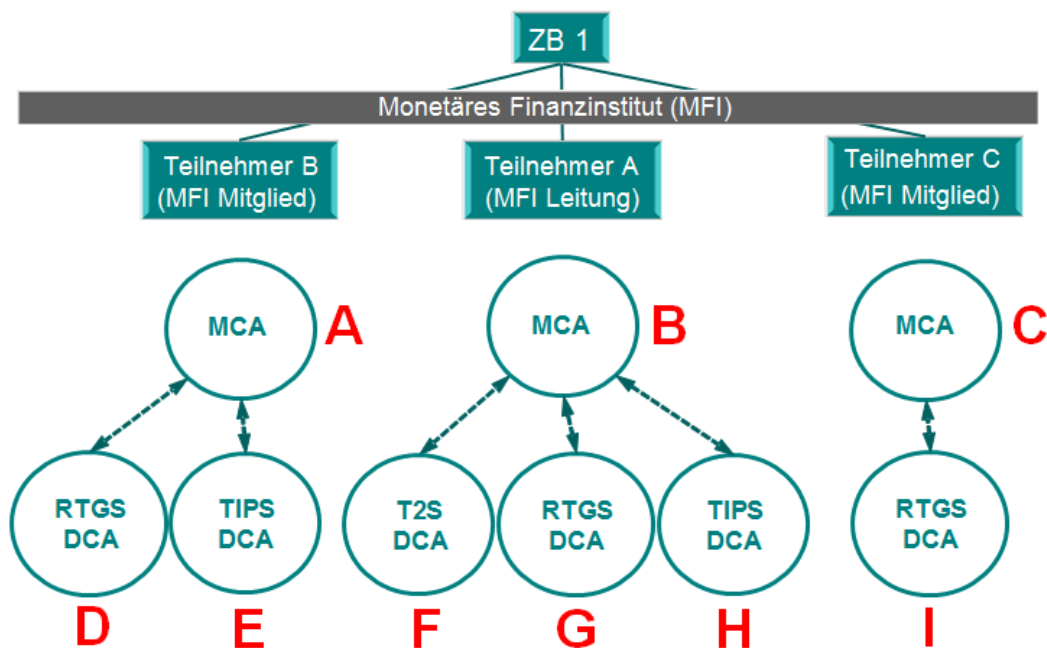 ZB 1
Monetäres Finanzinstitut (MFI)
Teilnehmer B
(MFI Mitglied)
Teilnehmer A
(MFI Leitung)
Teilnehmer C
(MFI Mitglied)
MCA
A
MCA
B
MCA
C
RTGS
DCA
TIPS
DCA
T2S
DCA
RTGS
DCA
TIPS
DCA
RTGS
DCA
D
E
F
G
H
I